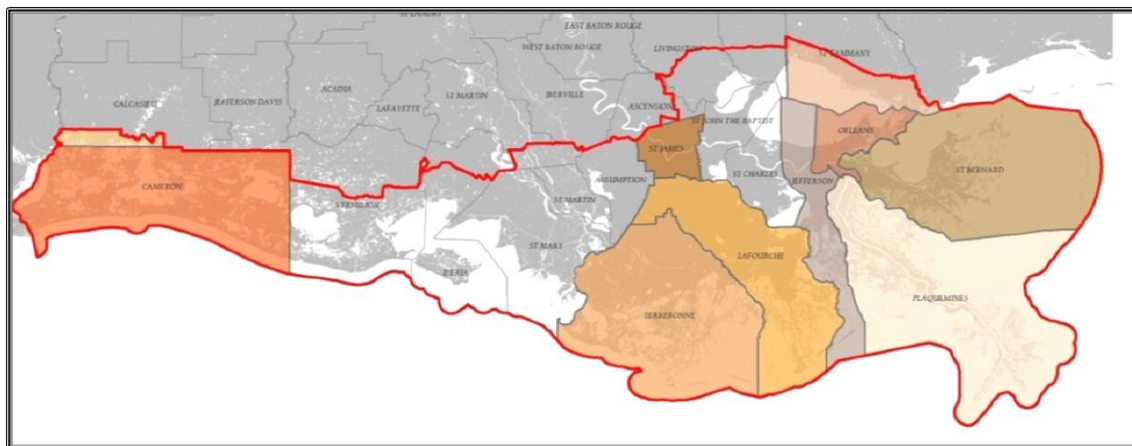 ST LANDRY
EAST BATON ROUGE
WEST BATON ROUGE
LIVINGSTON
ST TAMMANY
CALCASIEU
JEFFERSON DAVIS
ACADIA
LAFAYETTE
ST MARTIN
IBERVILLE
ASCENSION
ST JOHN THE BAPTIST
ORLEANS
ST JAMES
CAMERON
VERMILION
ASSUMPTION
ST MARTIN
ST CHARLES
JEFFERSON
ST BERNARD
ST MARY
IBERIA
LAFOURCHE
TERREBONNE
PLAQUEMINES